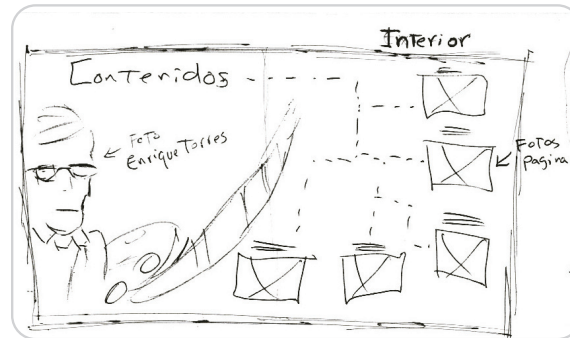 Interior
Contenidos
Foto
Enrique Torres
Fotos
Pagina